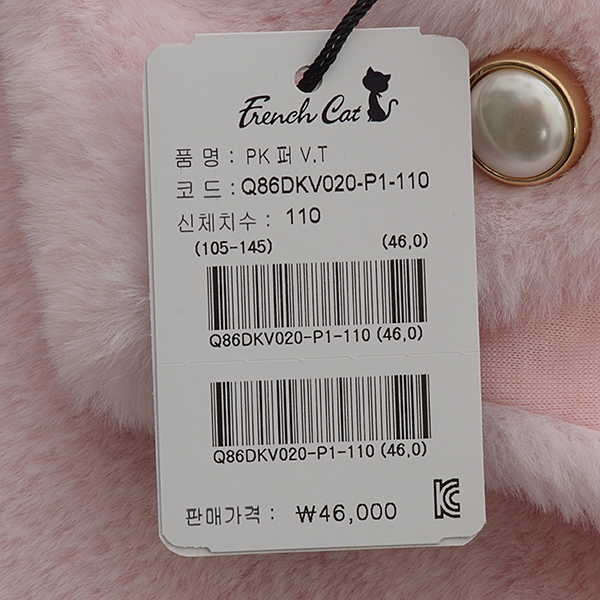 French Cat
품 명 : PK 퍼 V.T
코 드 : Q86DKV020-P1-110
신체치수 : 110
(105-145) (46,0)
Q86DKV020-P1-110 (46,0)
Q86DKV020-P1-110 (46,0)
판매가격 : ₩46,000
KC